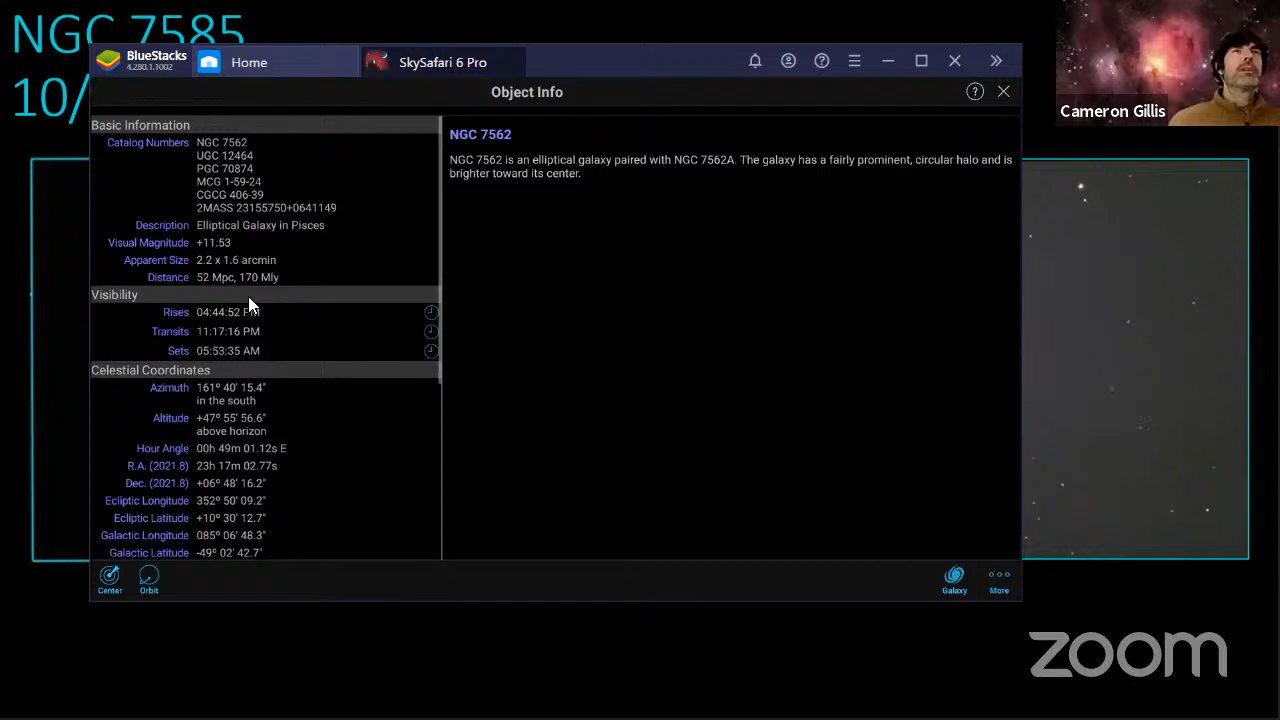 NGC 7585
10/
BlueStacks
4.280.1.1002
Home
SkySafari 6 Pro
Object Info
Cameron Gillis
Basic Information
Catalog Numbers NGC 7562
UGC 12464
PGC 70874
MCG 1-59-24
CGCG 406-39
2MASS 23155750+0641149
Description Elliptical Galaxy in Pisces
Visual Magnitude +11.53
Apparent Size 2.2 x 1.6 arcmin
Distance 52 Mpc, 170 Mly
Visibility
Rises 04:44:52
Transits 11:17:16 PM
Sets 05:53:35 AM
Celestial Coordinates
Azimuth 161º 40' 15.4"
in the south
Altitude +47º 55' 56.6"
above horizon
Hour Angle 00h 49m 01.12s E
R.A. (2021.8) 23h 17m 02.77s
Dec. (2021.8) +06º 48' 16.2"
Ecliptic Longitude 352º 50' 09.2"
Ecliptic Latitude +10º 30' 12.7"
Galactic Longitude 085º 06' 48.3"
Galactic Latitude -49º 02' 42.7"
NGC 7562
NGC 7562 is an elliptical galaxy paired with NGC 7562A. The galaxy has a fairly prominent, circular halo and is
brighter toward its center.
Center
Orbit
Galaxy
More
zoom